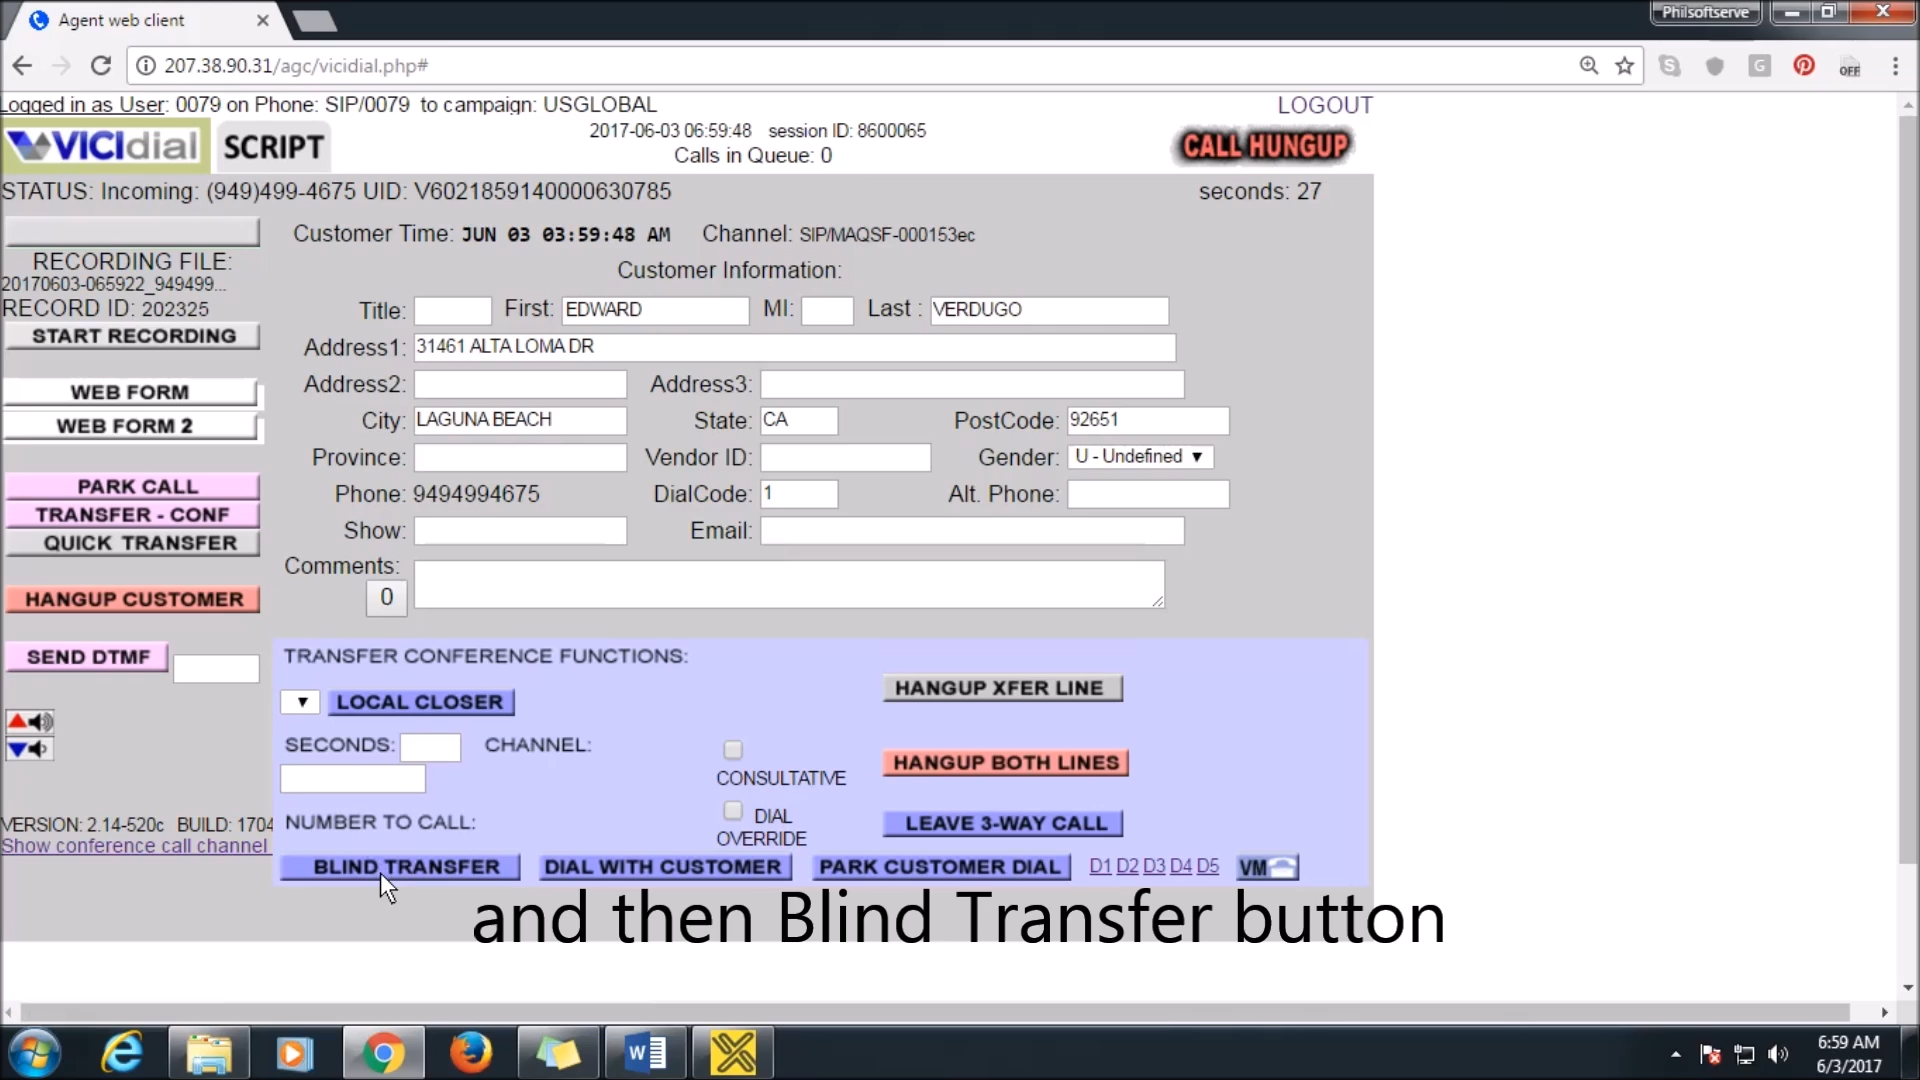 Agent web client
Philsoftserve
207.38.90.31/agc/vicidial.php#
OFF
Logged in as User: 0079 on Phone: SIP/0079 to campaign: USGLOBAL
LOGOUT
VICIdial SCRIPT
2017-06-03 06:59:48 session ID: 8600065
Calls in Queue: 0
CALL HUNGUP
STATUS: Incoming: (949)499-4675 UID: V6021859140000630785
seconds: 27
Customer Time: JUN 03 03:59:48 AM Channel: SIP/MAQSF-000153ec
Customer Information:
RECORDING FILE:
20170603-065922_949499...
RECORD ID: 202325
START RECORDING
WEB FORM
WEB FORM 2
PARK CALL
TRANSFER - CONF
QUICK TRANSFER
HANGUP CUSTOMER
SEND DTMF
Title: First: EDWARD MI: Last : VERDUGO
Address1: 31461 ALTA LOMA DR
Address2: Address3:
City: LAGUNA BEACH State: CA PostCode: 92651
Province: Vendor ID: Gender: U - Undefined
Phone: 9494994675 DialCode: 1 Alt. Phone:
Show: Email:
Comments:
0
TRANSFER CONFERENCE FUNCTIONS:
LOCAL CLOSER
HANGUP XFER LINE
SECONDS: CHANNEL:
CONSULTATIVE
HANGUP BOTH LINES
NUMBER TO CALL:
DIAL
OVERRIDE
LEAVE 3-WAY CALL
BLIND TRANSFER DIAL WITH CUSTOMER PARK CUSTOMER DIAL D1 D2 D3 D4 D5 VM
VERSION: 2.14-520c BUILD: 1704
Show conference call channel
and then Blind Transfer button
6:59 AM
6/3/2017